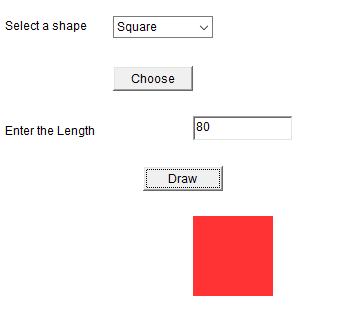 Select a shape
Square
Choose
Enter the Length
80
Draw